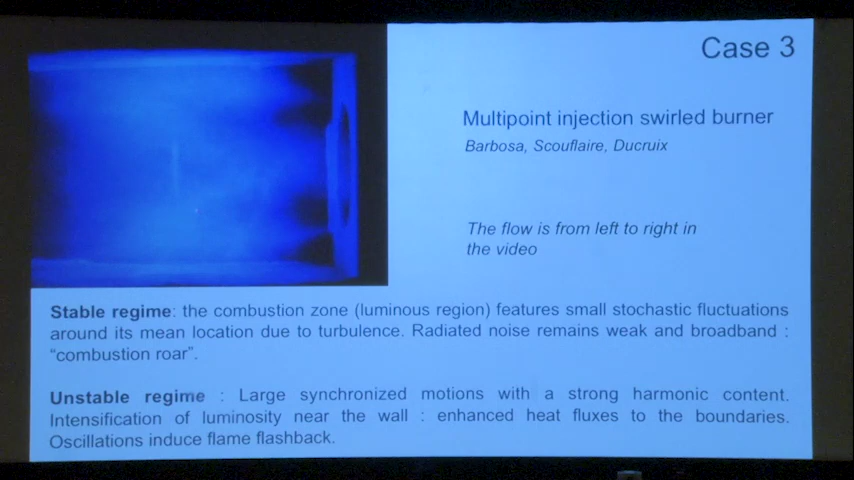 Case 3
Multipoint injection swirled burner
Barbosa, Scouflaire, Ducruix
The flow is from left to right in
the video
Stable regime: the combustion zone (luminous region) features small stochastic fluctuations
around its mean location due to turbulence. Radiated noise remains weak and broadband :
“combustion roar”.
Unstable regime : Large synchronized motions with a strong harmonic content.
Intensification of luminosity near the wall : enhanced heat fluxes to the boundaries.
Oscillations induce flame flashback.